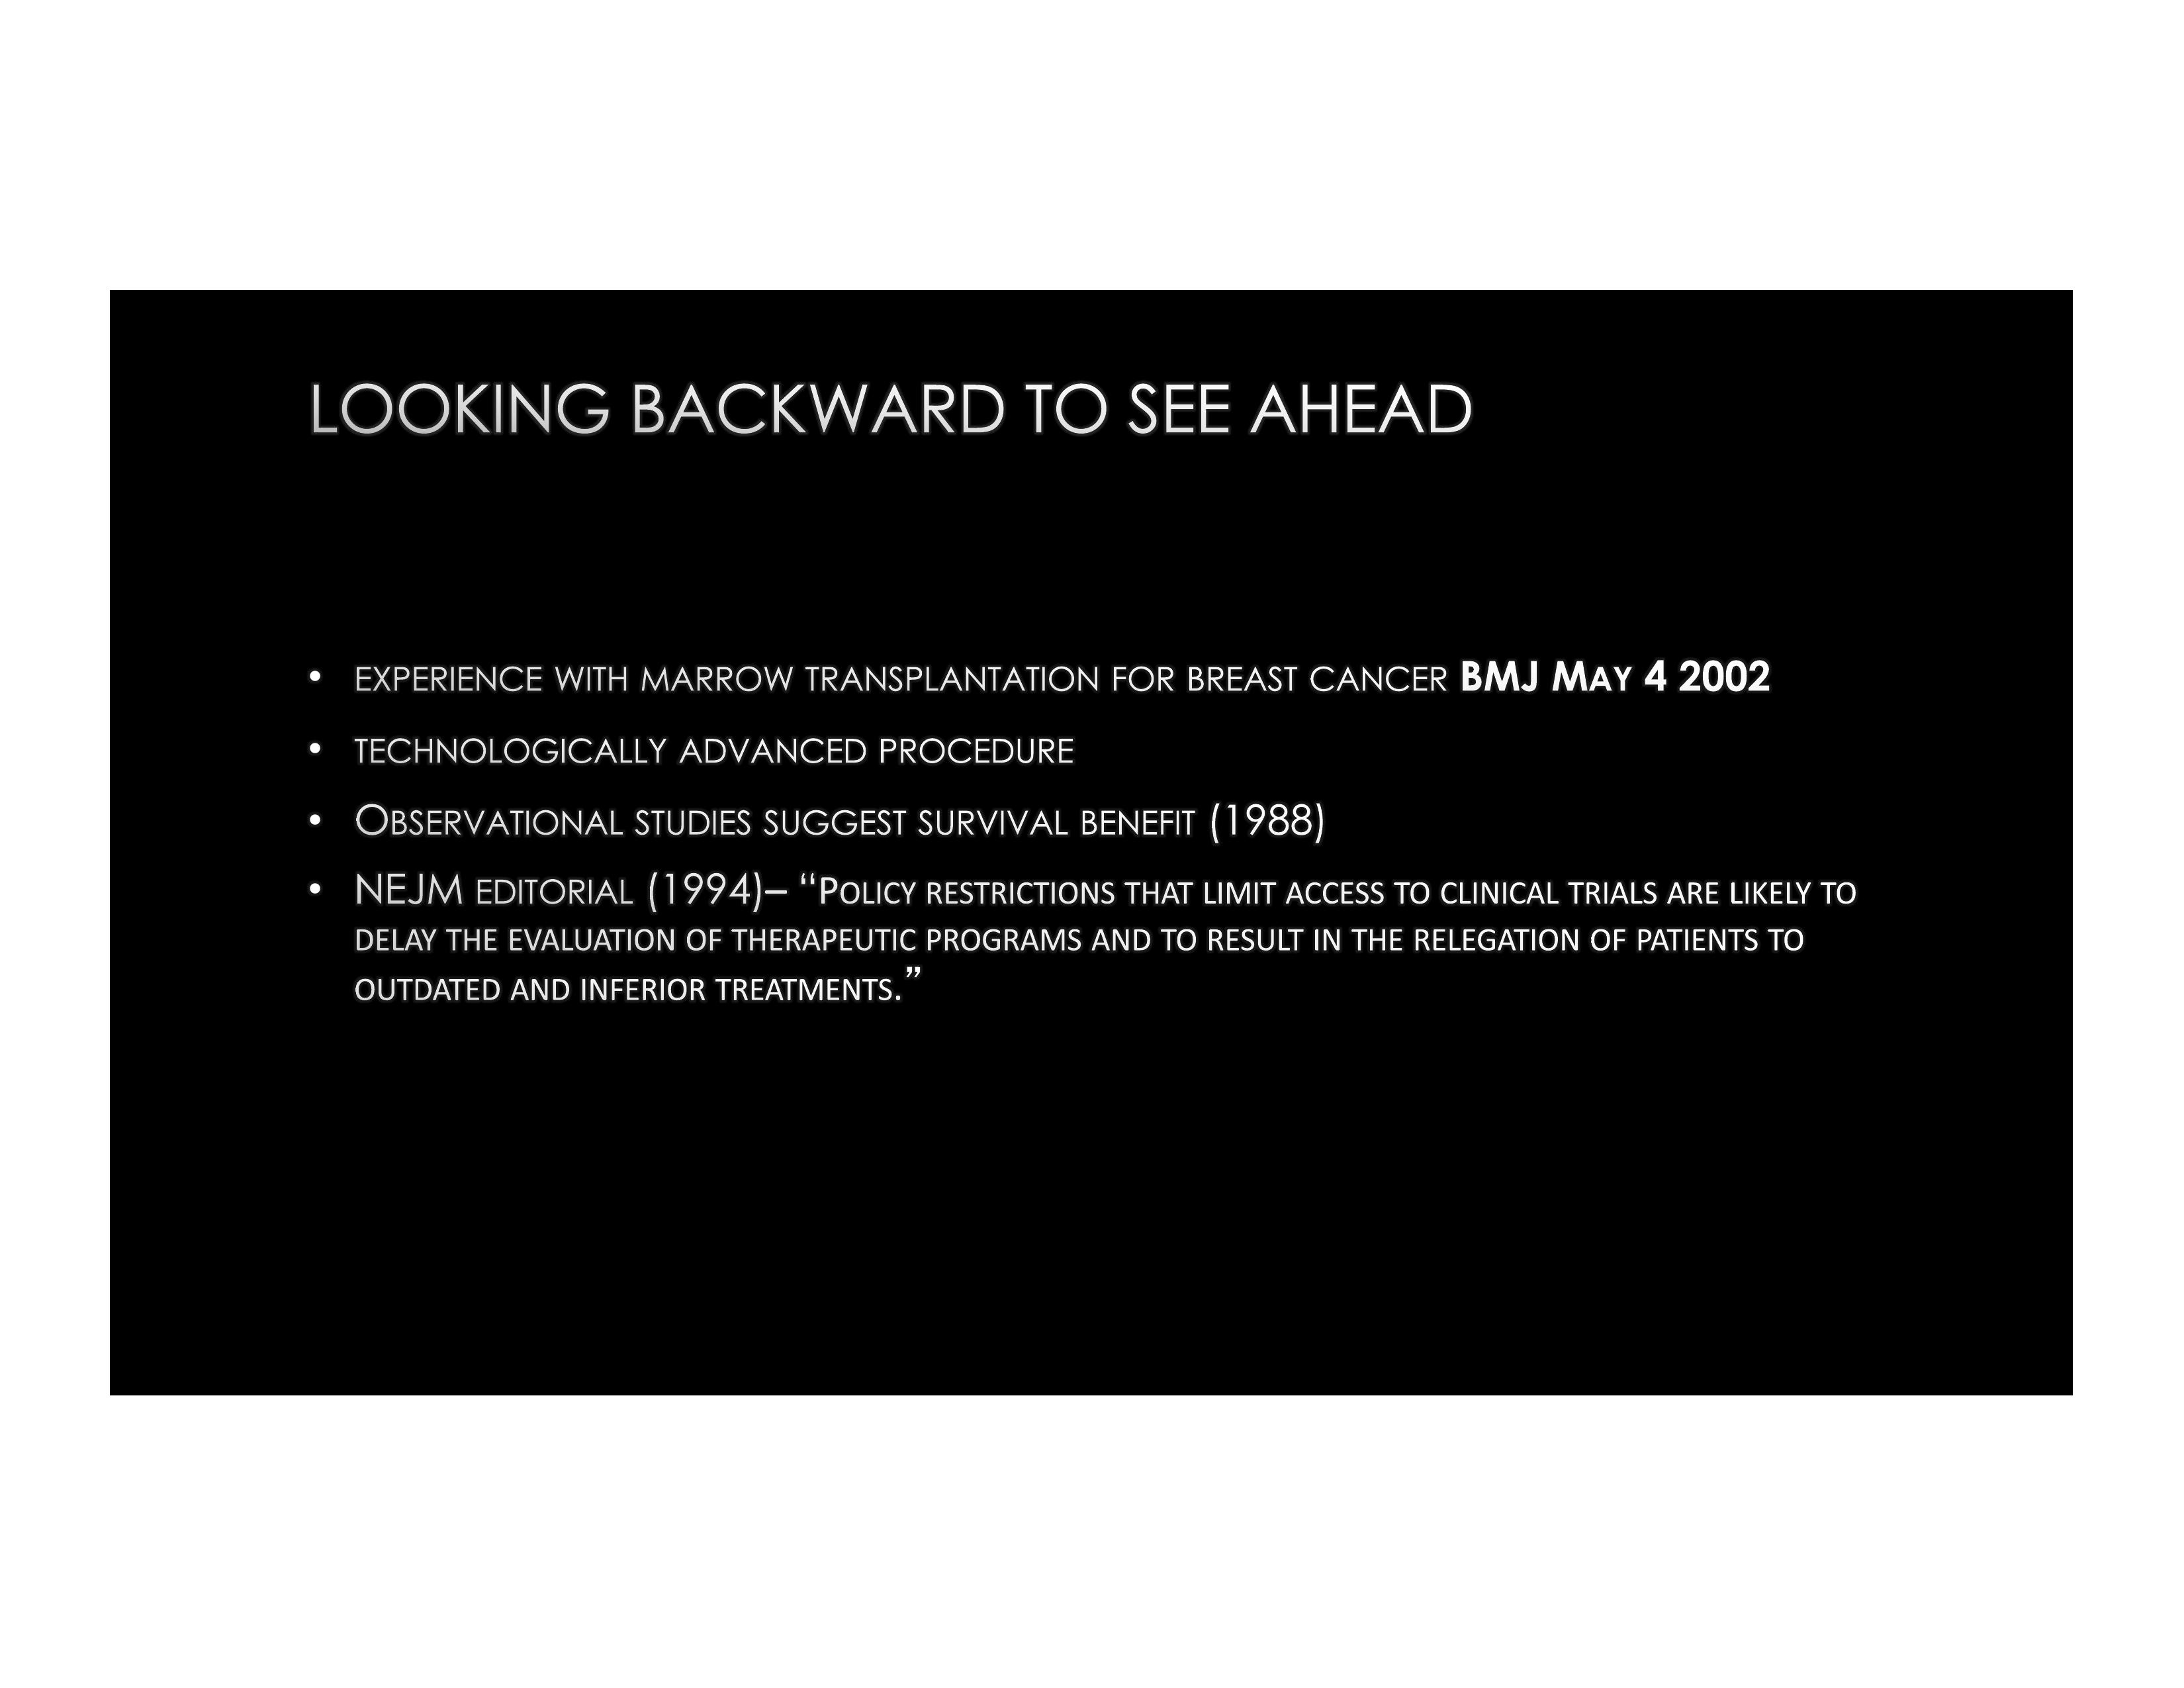 LOOKING BACKWARD TO SEE AHEAD
• EXPERIENCE WITH MARROW TRANSPLANTATION FOR BREAST CANCER BMJ MAY 4 2002
• TECHNOLOGICALLY ADVANCED PROCEDURE
• OBSERVATIONAL STUDIES SUGGEST SURVIVAL BENEFIT (1988)
• NEJM EDITORIAL (1994)– “POLICY RESTRICTIONS THAT LIMIT ACCESS TO CLINICAL TRIALS ARE LIKELY TO
DELAY THE EVALUATION OF THERAPEUTIC PROGRAMS AND TO RESULT IN THE RELEGATION OF PATIENTS TO
OUTDATED AND INFERIOR TREATMENTS.”